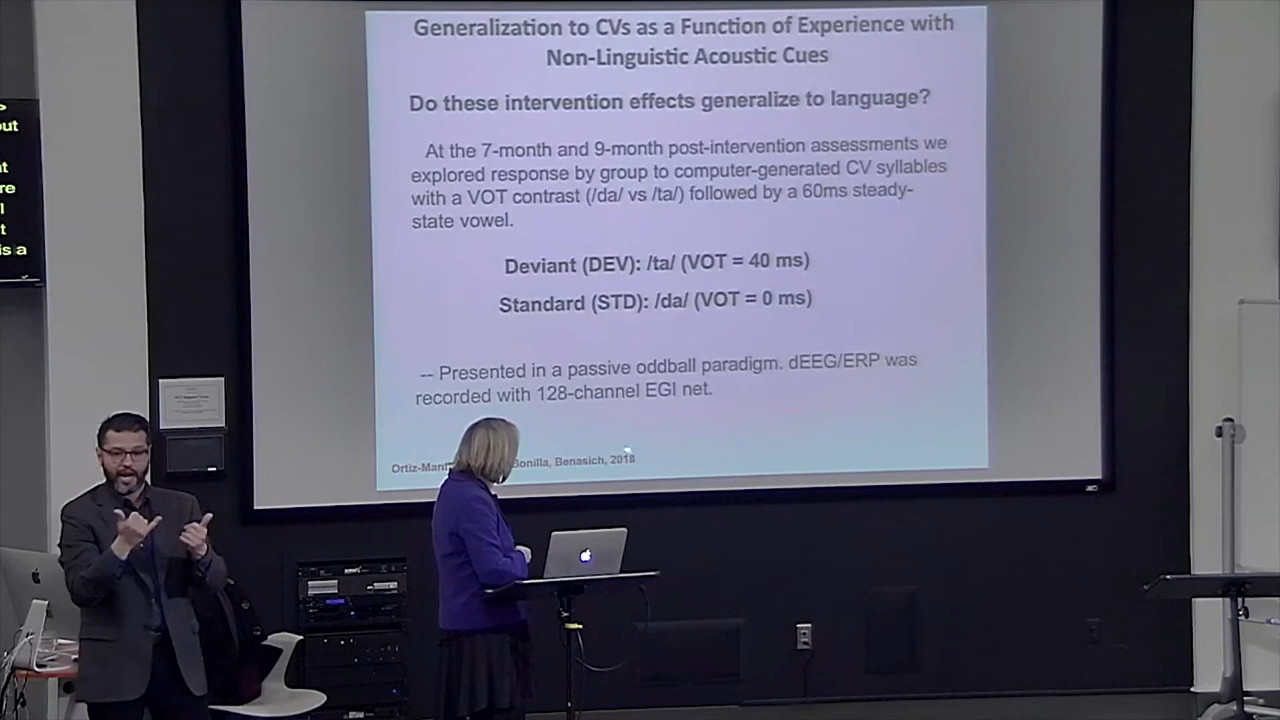 Generalization to CVs as a Function of Experience with
Non-Linguistic Acoustic Cues
Do these intervention effects generalize to language?
At the 7-month and 9-month post-intervention assessments we
explored response by group to computer-generated CV syllables
with a VOT contrast (/da/ vs /ta/) followed by a 60ms steady-
state vowel.
Deviant (DEV): /ta/ (VOT = 40 ms)
Standard (STD): /da/ (VOT = 0 ms)
-- Presented in a passive oddball paradigm. dEEG/ERP was
recorded with 128-channel EGI net.
Bonilla, Benasich, 2018
>
out
t
re
l
t
is a